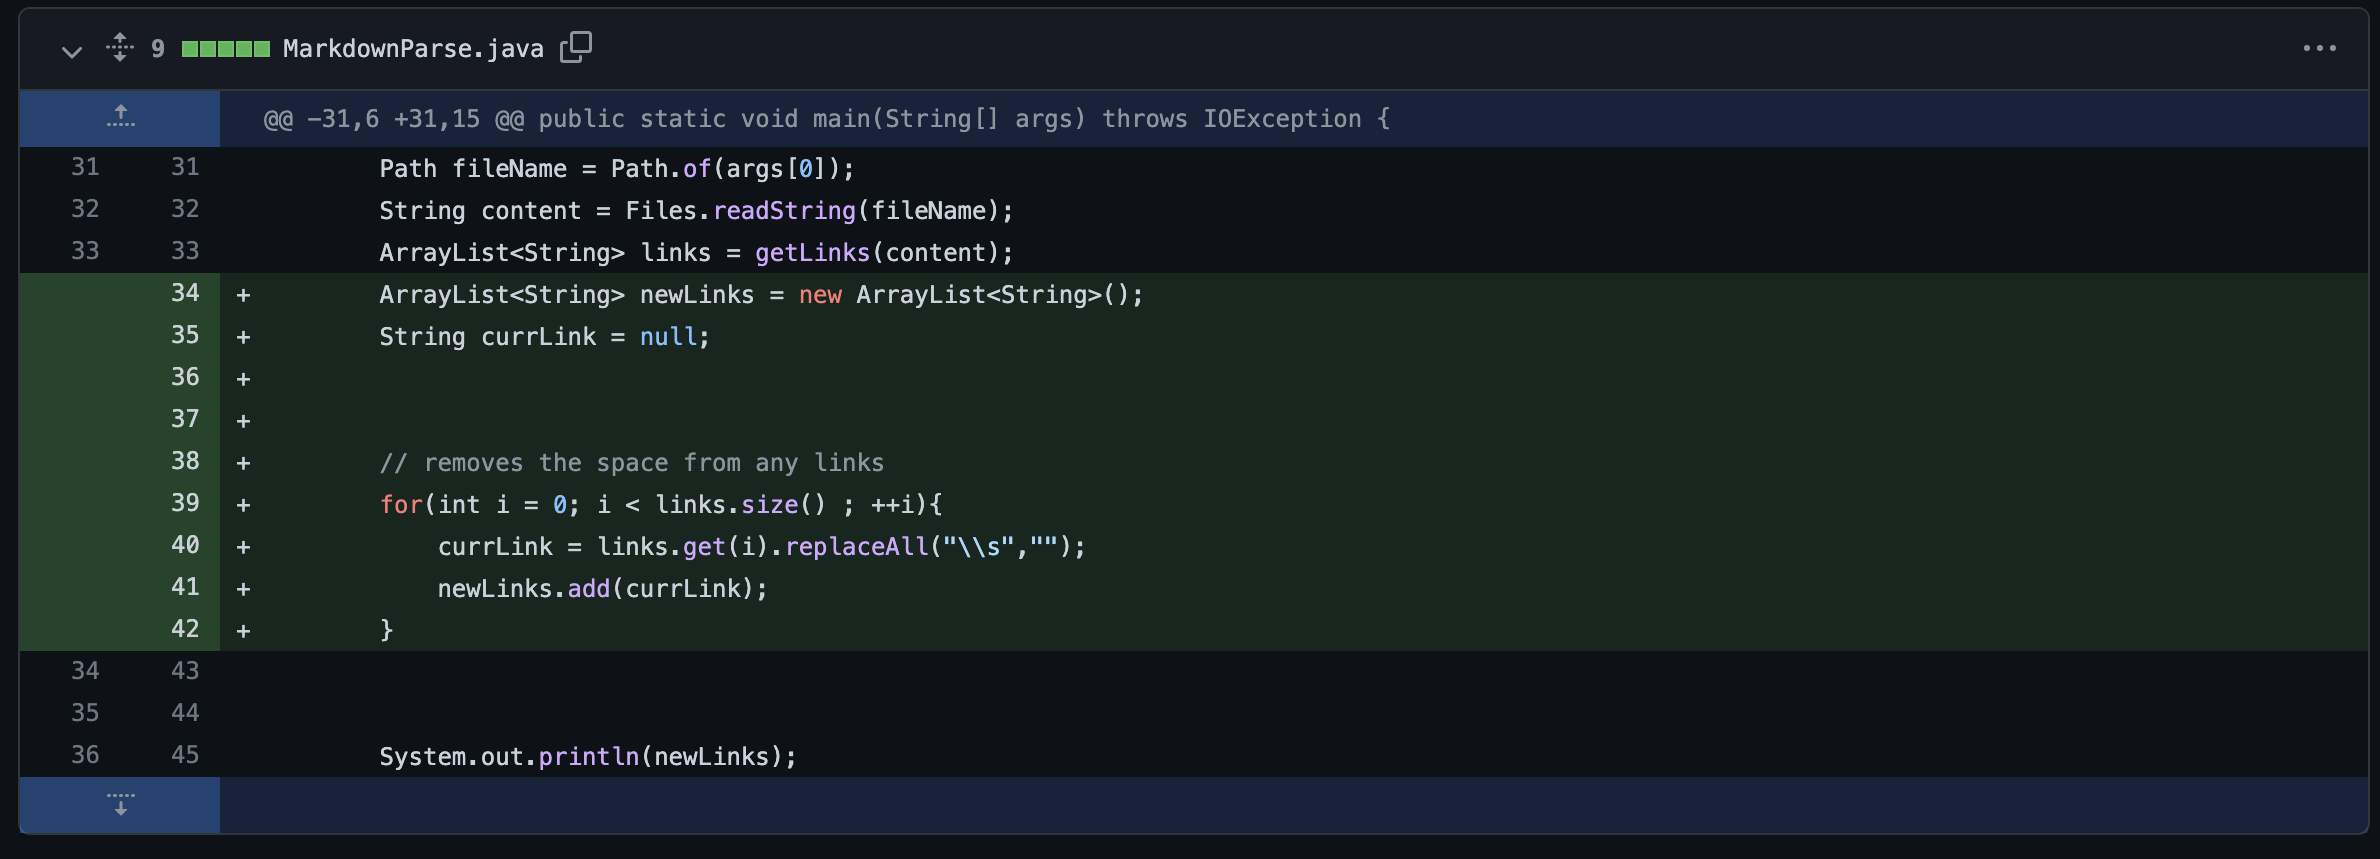 9 MarkdownParse.java
@@ -31,6 +31,15 @@ public static void main(String[] args) throws IOException {
31 31 Path fileName = Path.of(args[0]);
32 32 String content = Files.readString(fileName);
33 33 ArrayList<String> links = getLinks(content);
34 + ArrayList<String> newLinks = new ArrayList<String>();
35 + String currLink = null;
36 +
37 +
38 + // removes the space from any links
39 + for(int i = 0; i < links.size() ; ++i){
40 + currLink = links.get(i).replaceAll("\\s","");
41 + newLinks.add(currLink);
42 + }
34 43
35 44
36 45 System.out.println(newLinks);